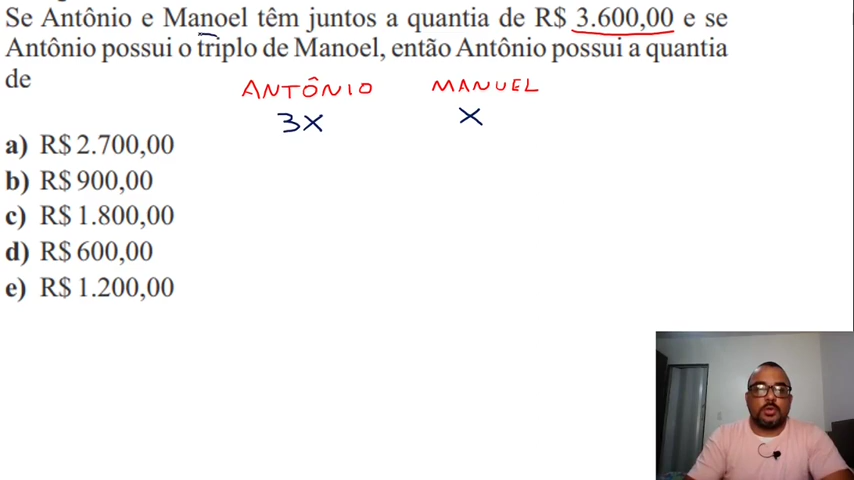 Se Antônio e Manoel têm juntos a quantia de R$ 3.600,00 e se
Antônio possui o triplo de Manoel, então Antônio possui a quantia
de
ANTÔNIO MANUEL
3X X
a) R$ 2.700,00
b) R$ 900,00
c) R$ 1.800,00
d) R$ 600,00
e) R$ 1.200,00